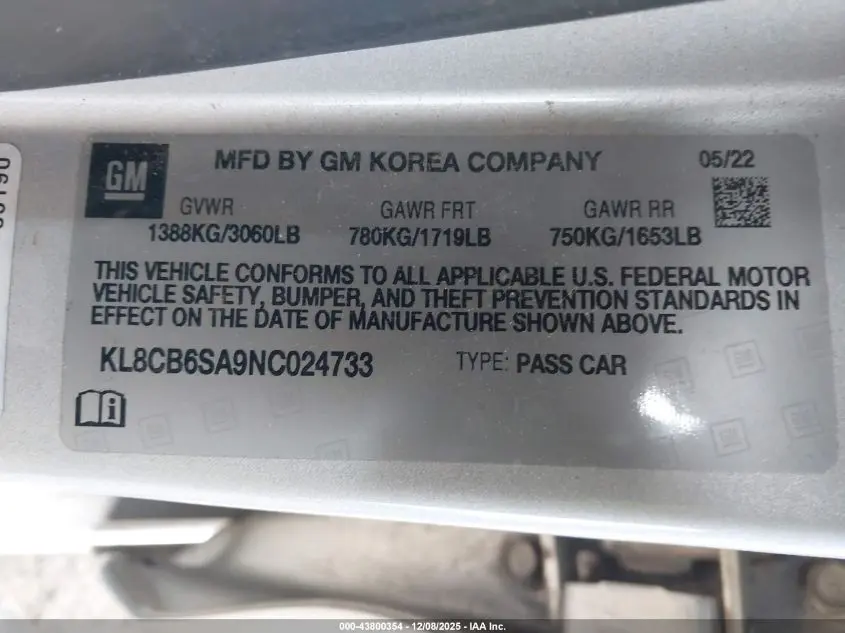 MFD BY GM KOREA COMPANY 05/22
GM
GVWR GAWR FRT GAWR RR
1388KG/3060LB 780KG/1719LB 750KG/1653LB
THIS VEHICLE CONFORMS TO ALL APPLICABLE U.S. FEDERAL MOTOR
VEHICLE SAFETY, BUMPER, AND THEFT PREVENTION STANDARDS IN
EFFECT ON THE DATE OF MANUFACTURE SHOWN ABOVE.
KL8CB6SA9NC024733 TYPE: PASS CAR
000-43800354 | 12/08/2025 - IAA Inc.